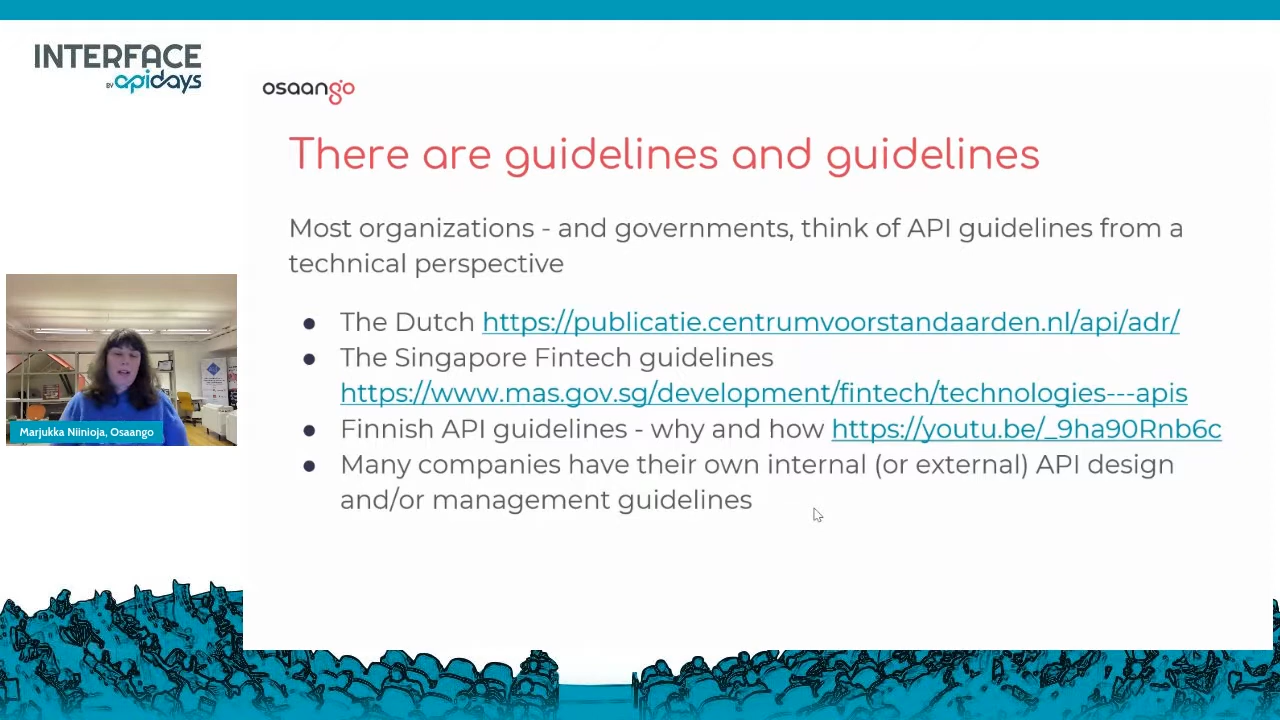 INTERFACE
BY apidays
osaango
There are guidelines and guidelines
Most organizations - and governments, think of API guidelines from a
technical perspective
● The Dutch https://publicatie.centrumvoorstandaarden.nl/api/adr/
● The Singapore Fintech guidelines
https://www.mas.gov.sg/development/fintech/technologies---apis
● Finnish API guidelines - why and how https://youtu.be/_9ha90Rnb6c
● Many companies have their own internal (or external) API design
and/or management guidelines
Marjukka Niinioja, Osaango